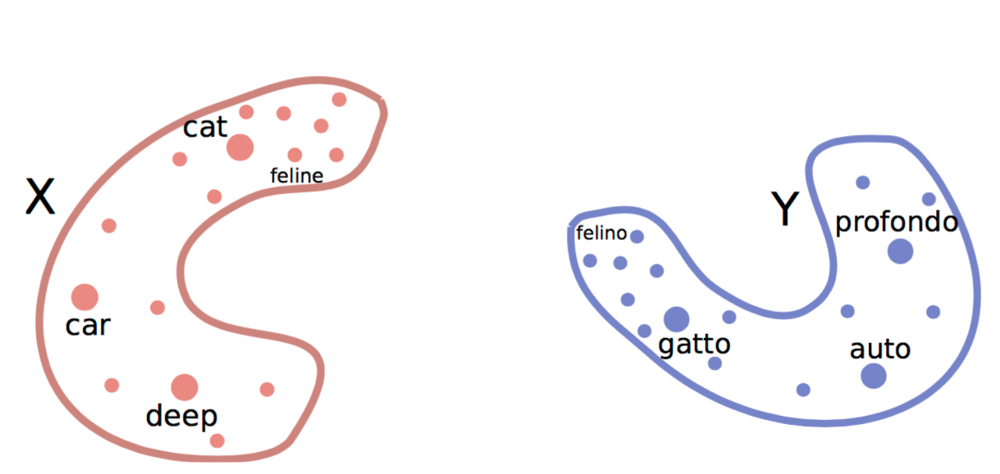 X
cat
feline
car
deep
Y
felino
profondo
gatto
auto